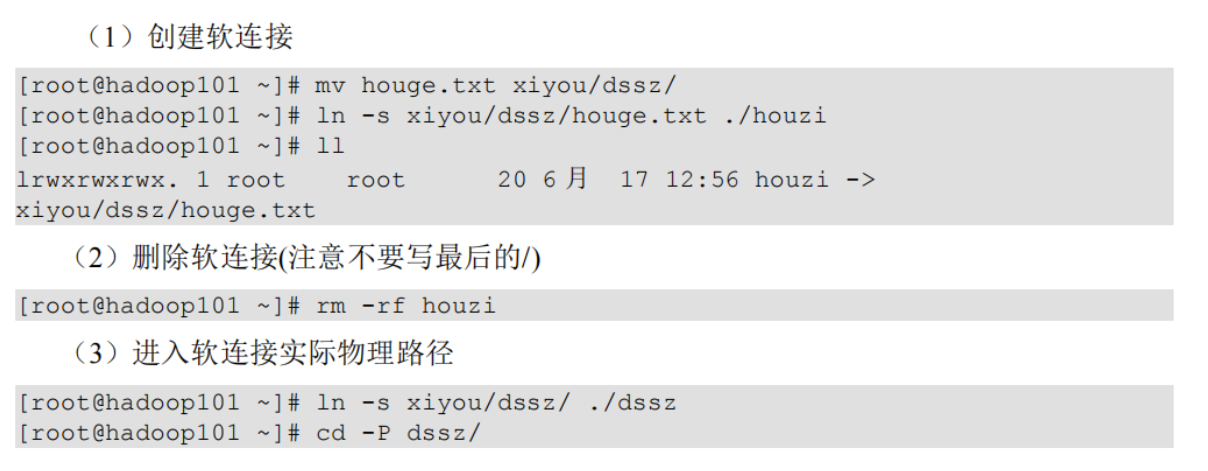 （1）创建软连接
[root@hadoop101 ~]# mv houge.txt xiyou/dssz/
[root@hadoop101 ~]# ln -s xiyou/dssz/houge.txt ./houzi
[root@hadoop101 ~]# ll
lrwxrwxrwx. 1 root    root      20 6月  17 12:56 houzi ->
xiyou/dssz/houge.txt
（2）删除软连接(注意不要写最后的/)
[root@hadoop101 ~]# rm -rf houzi
（3）进入软连接实际物理路径
[root@hadoop101 ~]# ln -s xiyou/dssz/ ./dssz
[root@hadoop101 ~]# cd -P dssz/